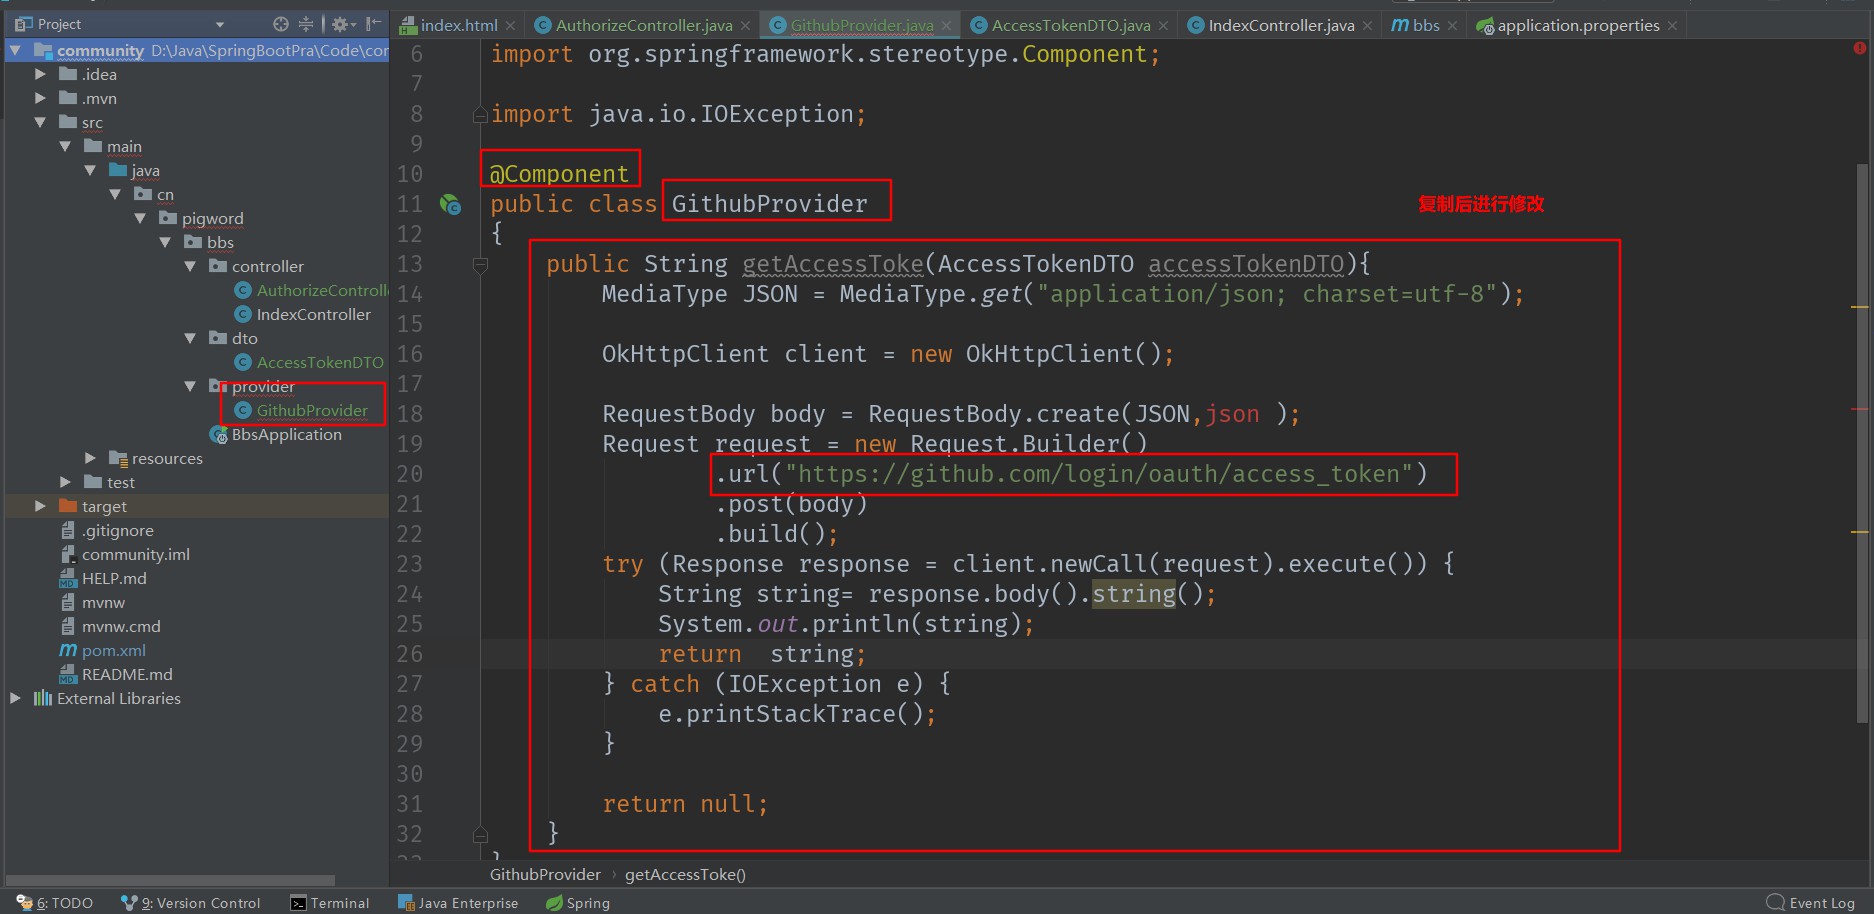 Project
index.html
AuthorizeController.java
GithubProvider.java
AccessTokenDTO.java
IndexController.java
bbs
application.properties
community D:\Java\SpringBootPra\Code\cor
.idea
.mvn
src
main
java
cn
pigword
bbs
controller
AuthorizeControll
IndexController
dto
AccessTokenDTO
provider
GithubProvider
BbsApplication
resources
test
target
.gitignore
community.iml
HELP.md
mvnw
mvnw.cmd
pom.xml
README.md
External Libraries
6 import org.springframework.stereotype.Component;
7
8 import java.io.IOException;
9
10 @Component
11 public class GithubProvider
复制后进行修改
12 {
13 public String getAccessToke(AccessTokenDTO accessTokenDTO){
14 MediaType JSON = MediaType.get("application/json; charset=utf-8");
15
16 OkHttpClient client = new OkHttpClient();
17
18 RequestBody body = RequestBody.create(JSON,json );
19 Request request = new Request.Builder()
20 .url("https://github.com/login/oauth/access_token")
21 .post(body)
22 .build();
23 try (Response response = client.newCall(request).execute()) {
24 String string= response.body().string();
25 System.out.println(string);
26 return  string;
27 } catch (IOException e) {
28 e.printStackTrace();
29 }
30
31 return null;
32 }
GithubProvider › getAccessToke()
6: TODO
9: Version Control
Terminal
Java Enterprise
Spring
Event Log